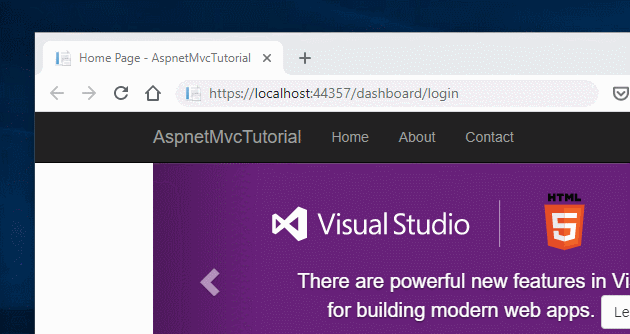 Home Page - AspnetMvcTutorial
https://localhost:44357/dashboard/login
AspnetMvcTutorial Home About Contact
Visual Studio
HTML
5
There are powerful new features in Vi
for building modern web apps. Le